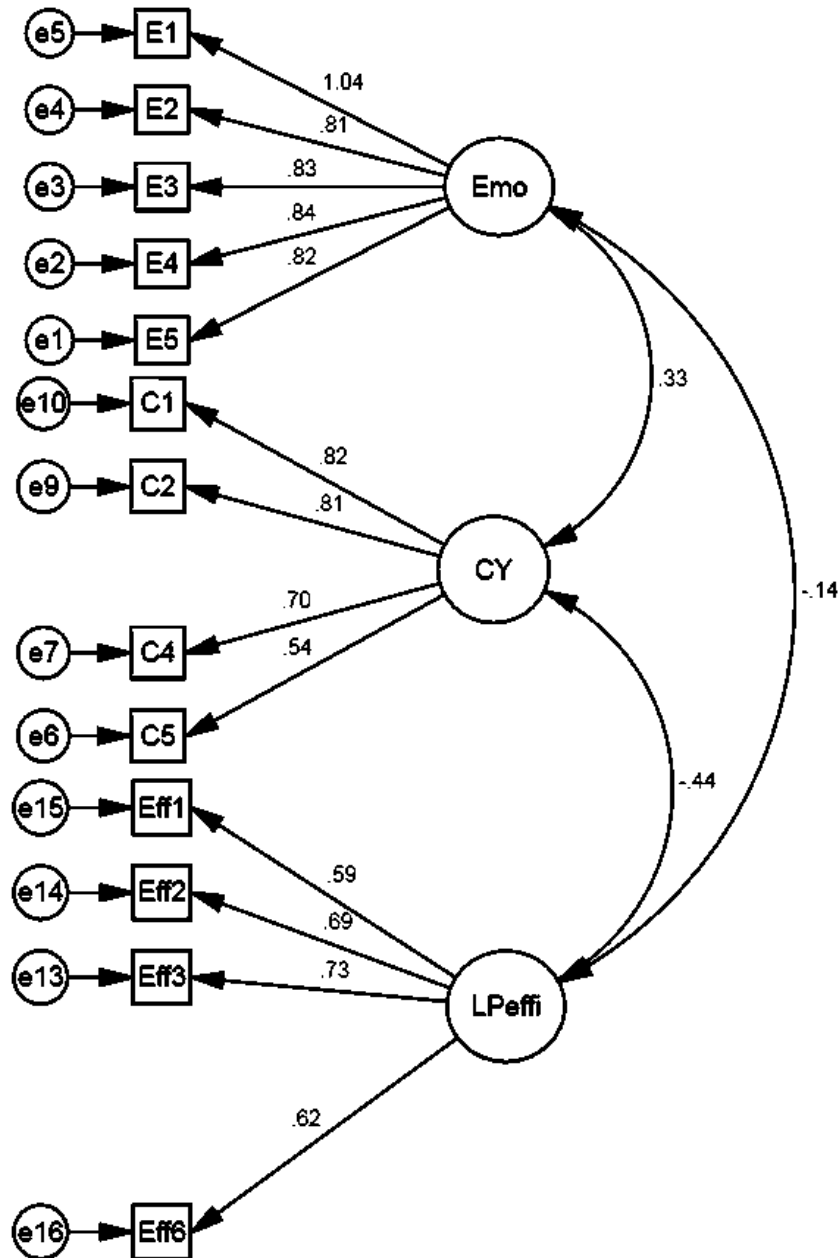 e5 E1
1.04
e4 E2
.81
e3 E3
.83
Emo
.84
e2 E4
.82
e1 E5
.33
e10 C1
.82
e9 C2
.81
CY
-.14
.70
e7 C4
.54
e6 C5
-.44
e15 Eff1
.59
e14 Eff2
.69
e13 Eff3
.73
LPeffi
.62
e16 Eff6